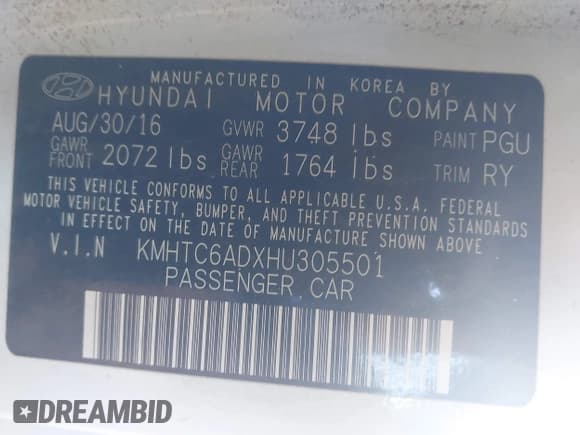 MANUFACTURED IN KOREA BY
HYUNDAI MOTOR COMPANY
AUG/30/16 GVWR 3748 lbs PAINT PGU
GAWR FRONT 2072 lbs GAWR REAR 1764 lbs TRIM RY
THIS VEHICLE CONFORMS TO ALL APPLICABLE U.S.A. FEDERAL
MOTOR VEHICLE SAFETY, BUMPER, AND THEFT PREVENTION STANDARDS
IN EFFECT ON THE DATE OF MANUFACTURE SHOWN ABOVE
V.I.N KMHTC6ADXHU305501
PASSENGER CAR
DREAMBID